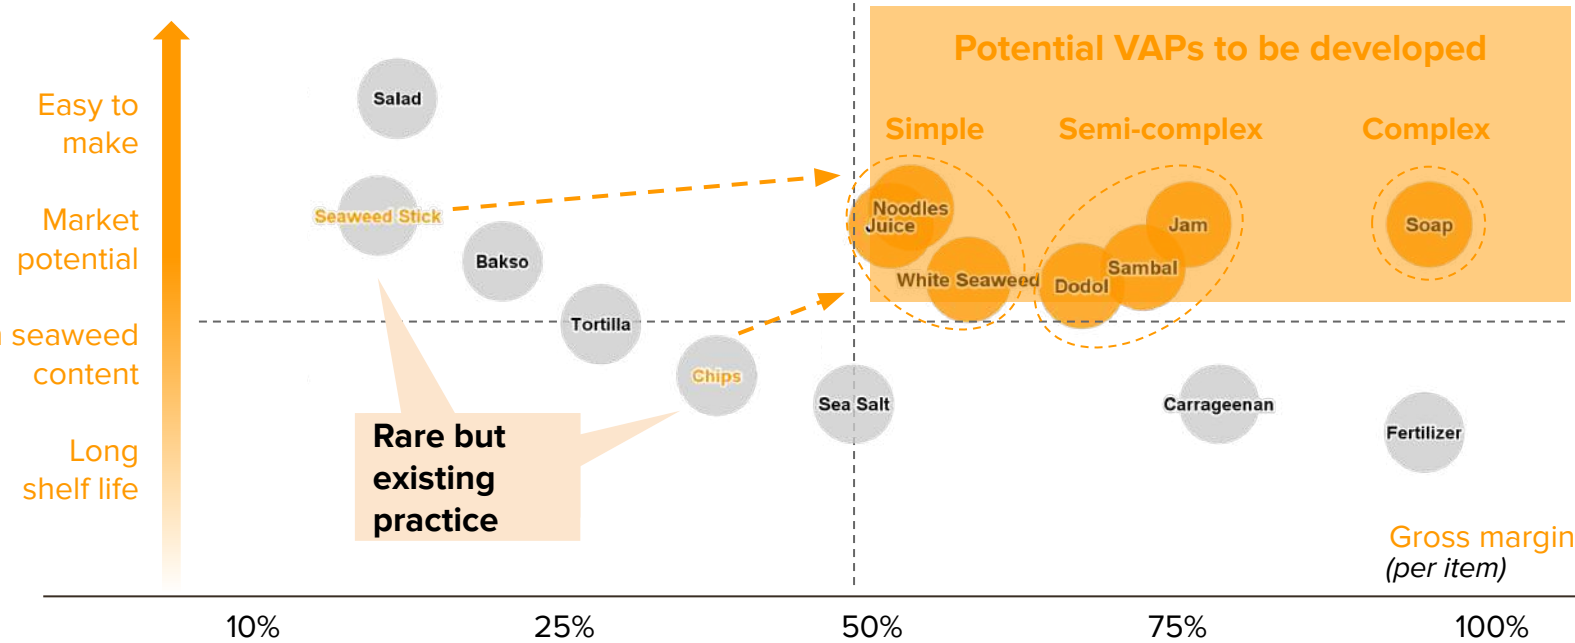 Potential VAPs to be developed
Easy to
make
Salad
Simple
Semi-complex
Complex
Market
potential
Seaweed Stick
Bakso
Noodles
Juice
White Seaweed
Dodol
Sambal
Jam
Soap
seaweed
content
Tortilla
Chips
Sea Salt
Carrageenan
Fertilizer
Long
shelf life
Rare but
existing
practice
Gross margin
(per item)
10%
25%
50%
75%
100%